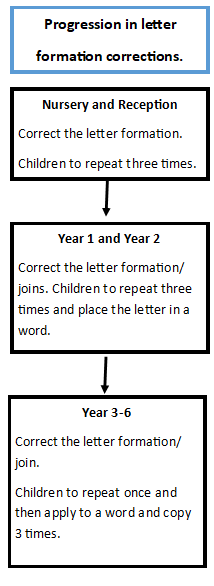 Progression in letter
formation corrections.
Nursery and Reception
Correct the letter formation.
Children to repeat three times.
Year 1 and Year 2
Correct the letter formation/
joins. Children to repeat three
times and place the letter in a
word.
Year 3-6
Correct the letter formation/
join.
Children to repeat once and
then apply to a word and copy
3 times.